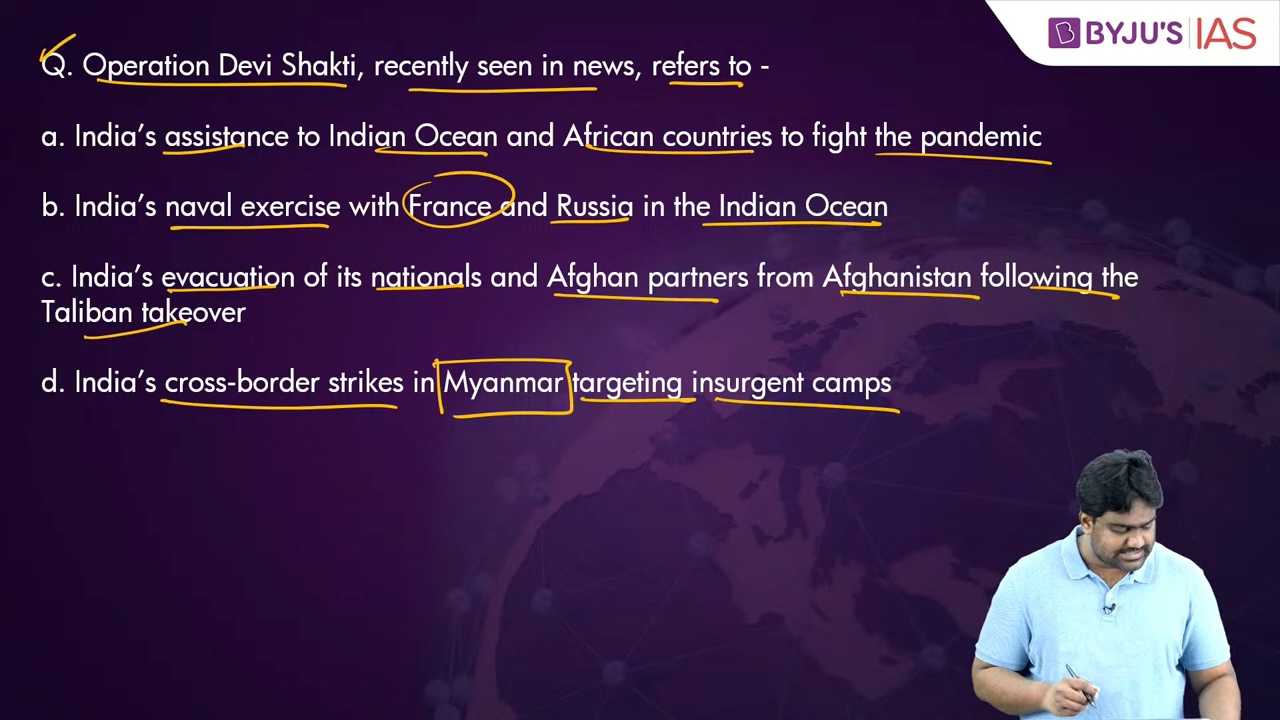 BYJU'S IAS
Q. Operation Devi Shakti, recently seen in news, refers to -
a. India's assistance to Indian Ocean and African countries to fight the pandemic
b. India's naval exercise with France and Russia in the Indian Ocean
c. India's evacuation of its nationals and Afghan partners from Afghanistan following the
Taliban takeover
d. India's cross-border strikes in Myanmar targeting insurgent camps